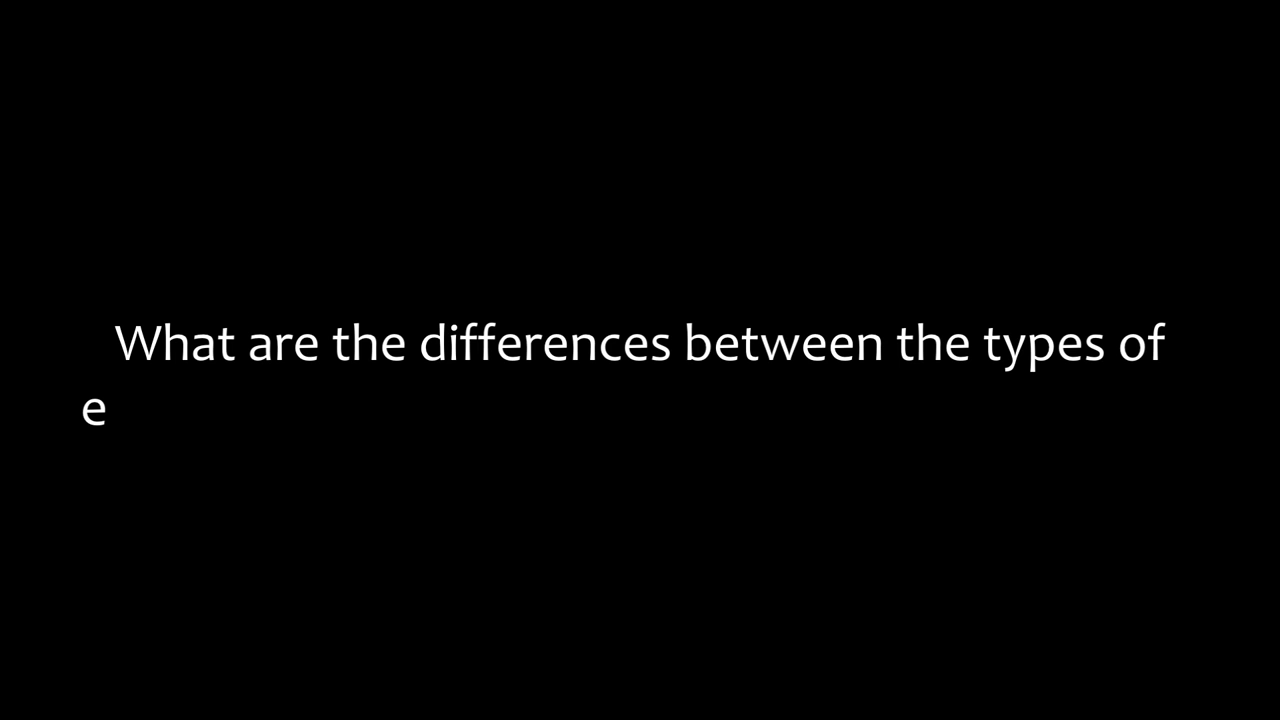 What are the differences between the types of
e